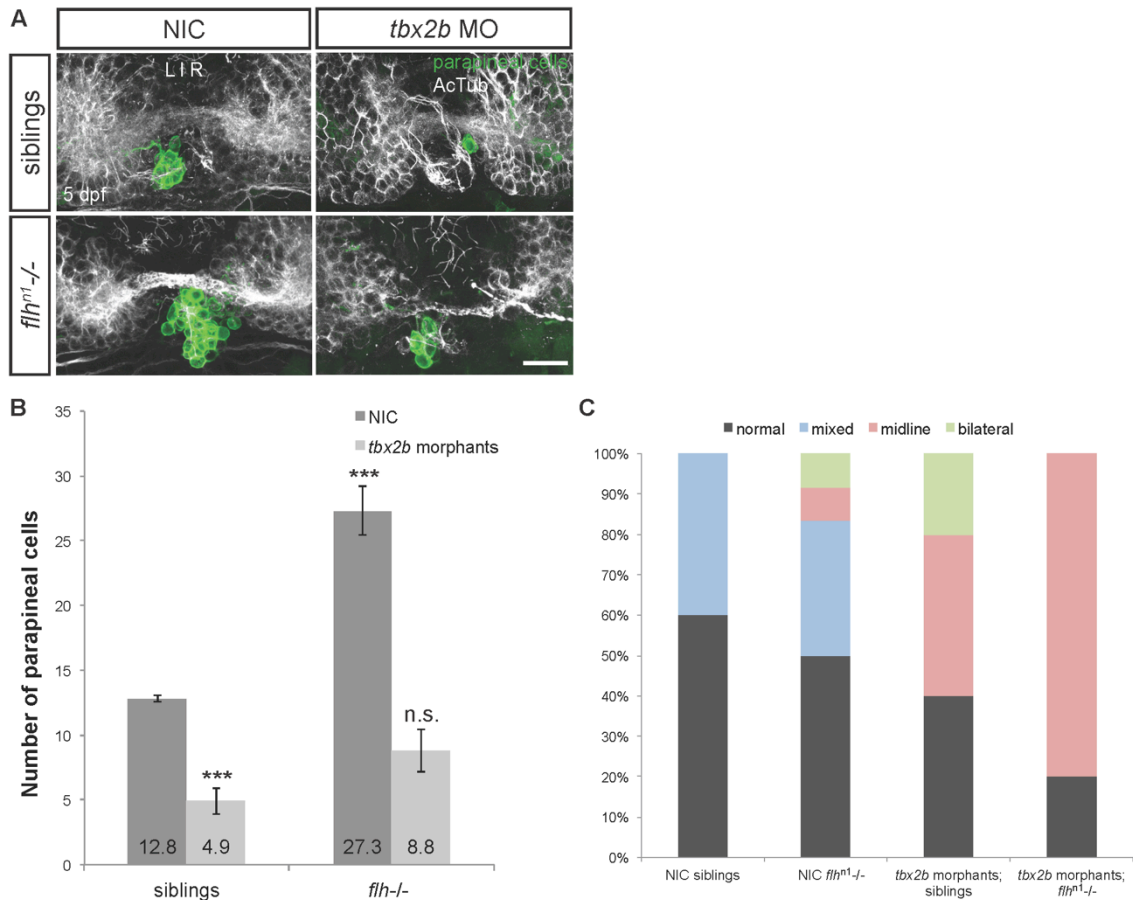 A
NIC
tbx2b MO
siblings
L I R
parapineal cells
AcTub
5 dpf
flhn1-/-
B
NIC
tbx2b morphants
Number of parapineal cells
35
30
25
20
15
10
5
0
***
***
n.s.
12.8 4.9 27.3 8.8
siblings flh-/-
C
normal mixed midline bilateral
100%
90%
80%
70%
60%
50%
40%
30%
20%
10%
0%
NIC siblings
NIC flhn1-/-
tbx2b morphants;
siblings
tbx2b morphants;
flhn1-/-